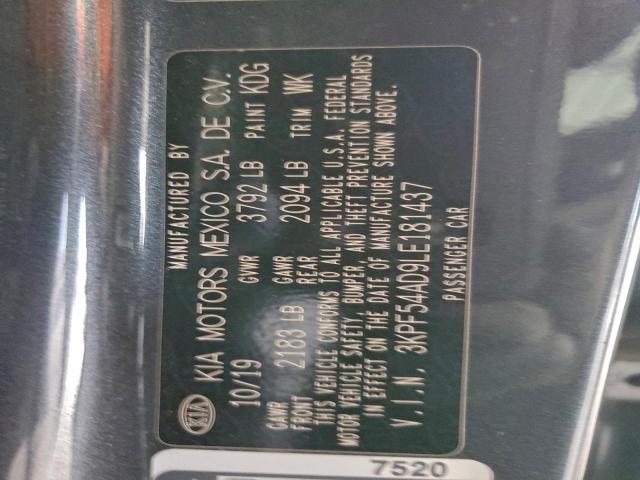 MANUFACTURED BY
KIA KIA MOTORS MEXICO S.A. DE C.V.
10/19 GVWR 3792 LB PAINT KDG
GAWR FRONT 2183 LB GAWR REAR 2094 LB TRIM WK
THIS VEHICLE CONFORMS TO ALL APPLICABLE U.S.A. FEDERAL
MOTOR VEHICLE SAFETY, BUMPER, AND THEFT PREVENTION STANDARDS
IN EFFECT ON THE DATE OF MANUFACTURE SHOWN ABOVE.
V.I.N. 3KPF54AD9LE181437
PASSENGER CAR
7520